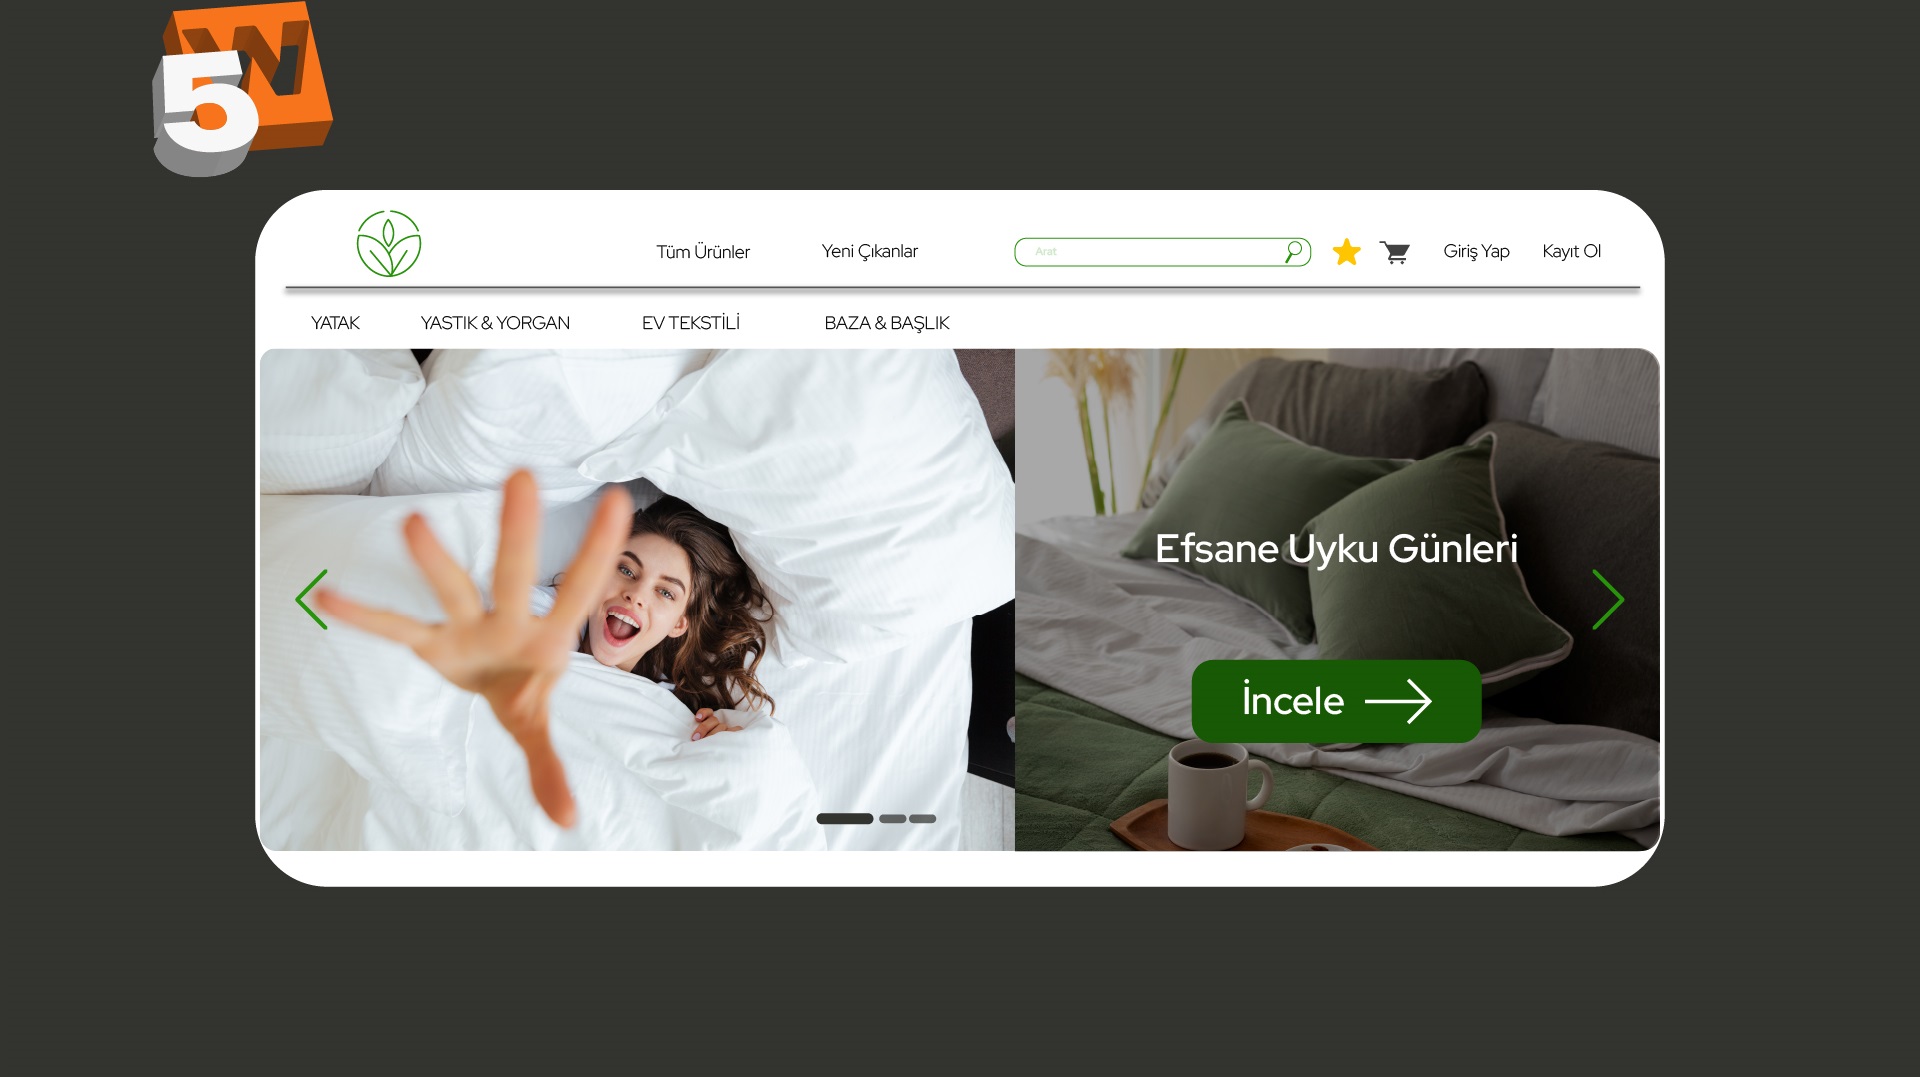 5W
Tüm Ürünler
Yeni Çıkanlar
Arat
Giriş Yap
Kayıt Ol
YATAK
YASTIK & YORGAN
EV TEKSTİLİ
BAZA & BAŞLIK
Efsane Uyku Günleri
İncele